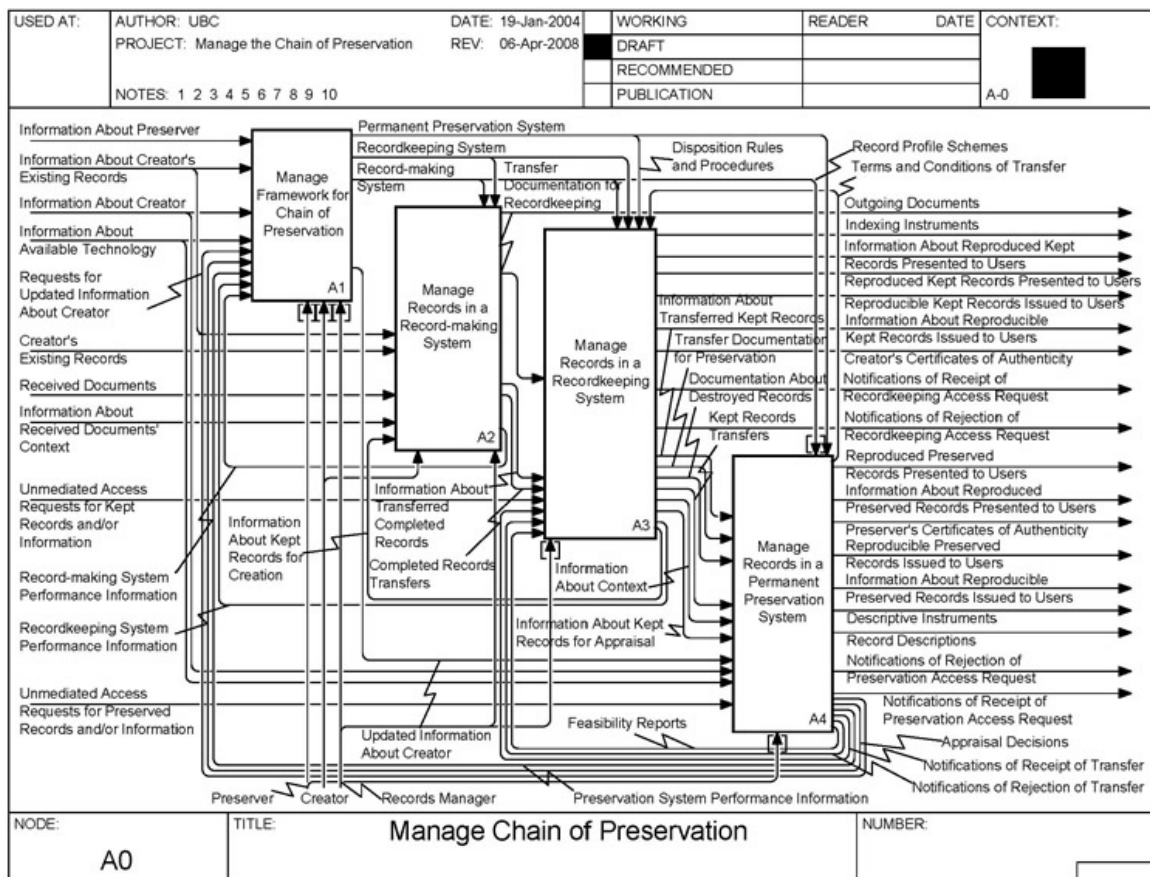 USED AT:
AUTHOR: UBC
DATE: 19-Jan-2004
WORKING
READER
DATE
CONTEXT:
PROJECT: Manage the Chain of Preservation
REV: 06-Apr-2008
DRAFT
RECOMMENDED
NOTES: 1 2 3 4 5 6 7 8 9 10
PUBLICATION
A-0
Information About Preserver
Information About Creator's
Existing Records
Information About Creator
Information About
Available Technology
Requests for
Updated Information
About Creator
Creator's
Existing Records
Received Documents
Information About
Received Documents'
Context
Unmediated Access
Requests for Kept
Records and/or
Information
Record-making System
Performance Information
Recordkeeping System
Performance Information
Unmediated Access
Requests for Preserved
Records and/or Information
Manage
Framework for
Chain of
Preservation
A1
Permanent Preservation System
Recordkeeping System
Record-making
System
Transfer
Documentation for
Recordkeeping
Disposition Rules
and Procedures
Record Profile Schemes
Terms and Conditions of Transfer
Manage
Records in a
Record-making
System
A2
Manage
Records in a
Recordkeeping
System
A3
Information About
Transferred Kept Records
Transfer Documentation
for Preservation
Documentation About
Destroyed Records
Kept Records
Transfers
Information
About Kept
Records for
Creation
Information About
Transferred
Completed
Records
Completed Records
Transfers
Information
About Context
Information About Kept
Records for Appraisal
Manage
Records in a
Permanent
Preservation
System
A4
Outgoing Documents
Indexing Instruments
Information About Reproduced Kept
Records Presented to Users
Reproduced Kept Records Presented to Users
Reproducible Kept Records Issued to Users
Information About Reproducible
Kept Records Issued to Users
Creator's Certificates of Authenticity
Notifications of Receipt of
Recordkeeping Access Request
Notifications of Rejection of
Recordkeeping Access Request
Reproduced Preserved
Records Presented to Users
Information About Reproduced
Preserved Records Presented to Users
Preserver's Certificates of Authenticity
Reproducible Preserved
Records Issued to Users
Information About Reproducible
Preserved Records Issued to Users
Descriptive Instruments
Record Descriptions
Notifications of Rejection of
Preservation Access Request
Notifications of Receipt of
Preservation Access Request
Appraisal Decisions
Notifications of Receipt of Transfer
Notifications of Rejection of Transfer
Updated Information
About Creator
Feasibility Reports
Preserver
Creator
Records Manager
Preservation System Performance Information
NODE:
A0
TITLE:
Manage Chain of Preservation
NUMBER: